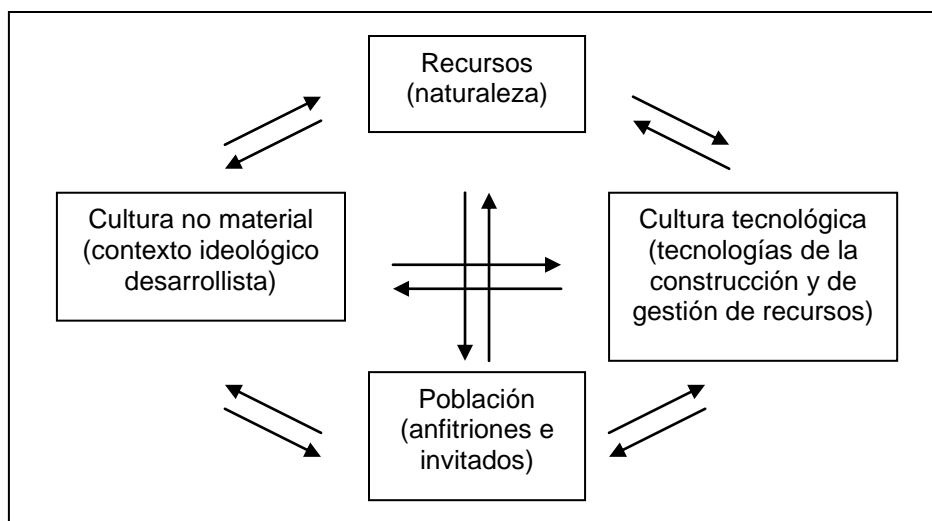 Recursos
(naturaleza)
Cultura no material
(contexto ideológico
desarrollista)
Cultura tecnológica
(tecnologías de la
construcción y de
gestión de recursos)
Población
(anfitriones e
invitados)